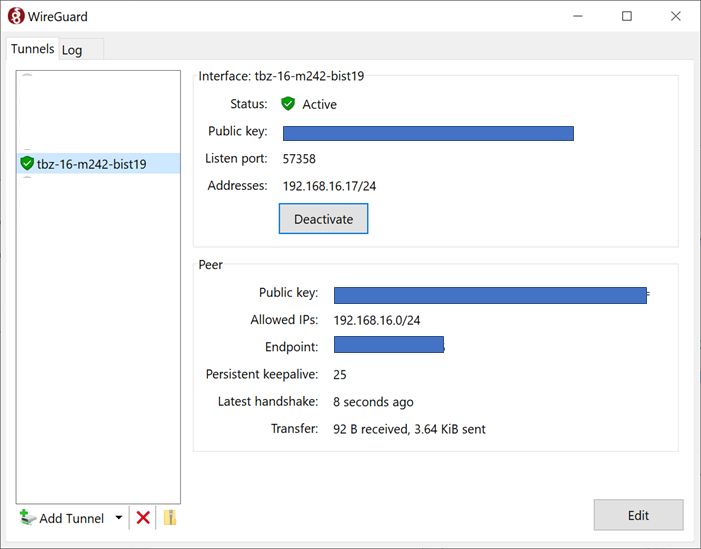 WireGuard
Tunnels Log
tbz-16-m242-bist19
Interface: tbz-16-m242-bist19
Status: Active
Public key:
Listen port: 57358
Addresses: 192.168.16.17/24
Deactivate
Peer
Public key:
Allowed IPs: 192.168.16.0/24
Endpoint:
Persistent keepalive: 25
Latest handshake: 8 seconds ago
Transfer: 92 B received, 3.64 KiB sent
Add Tunnel
Edit